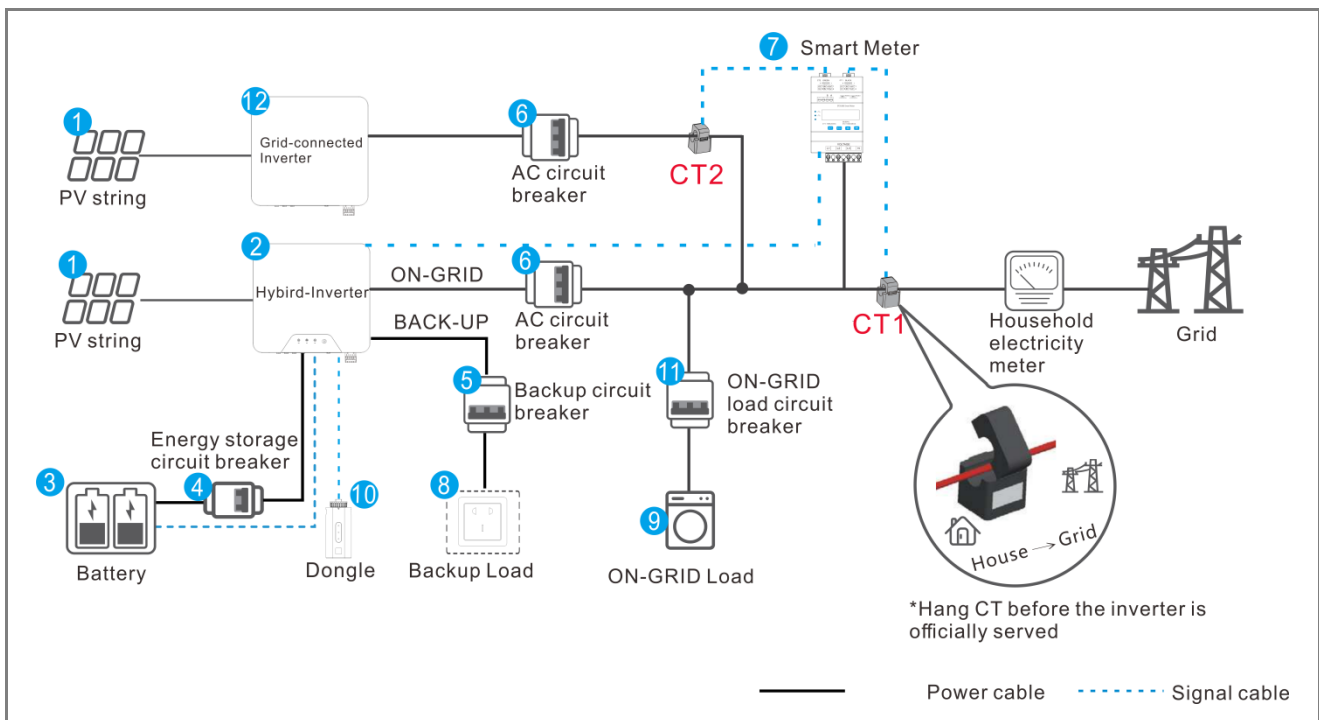 7
Smart Meter
12
Grid-connected
Inverter
1
PV string
6
AC circuit
breaker
CT2
2
Hybird-Inverter
1
PV string
ON-GRID
BACK-UP
6
AC circuit
breaker
CT1
Household
electricity
meter
Grid
5
Backup circuit
breaker
11
ON-GRID
load circuit
breaker
Energy storage
circuit breaker
3
4
Battery
10
Dongle
8
Backup Load
9
ON-GRID Load
House → Grid
*Hang CT before the inverter is
officially served
Power cable
Signal cable